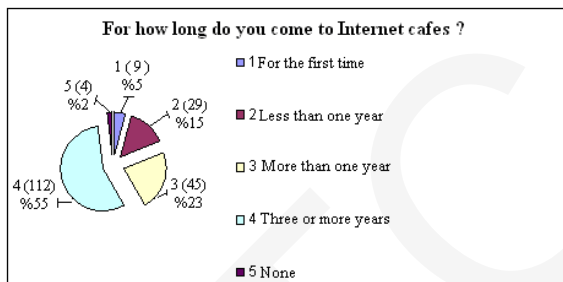 For how long do you come to Internet cafes ?
1 (9)
%5
5 (4)
%2
2 (29)
%15
3 (45)
%23
4 (112)
%55
1 For the first time
2 Less than one year
3 More than one year
4 Three or more years
5 None